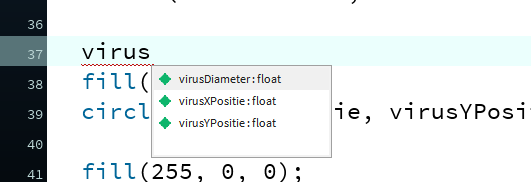 36
37 virus
virusDiameter:float
38 fill(
virusXPositie:float
39 circl ie, virusYPosi
virusYPositie:float
40
41 fill(255, 0, 0);